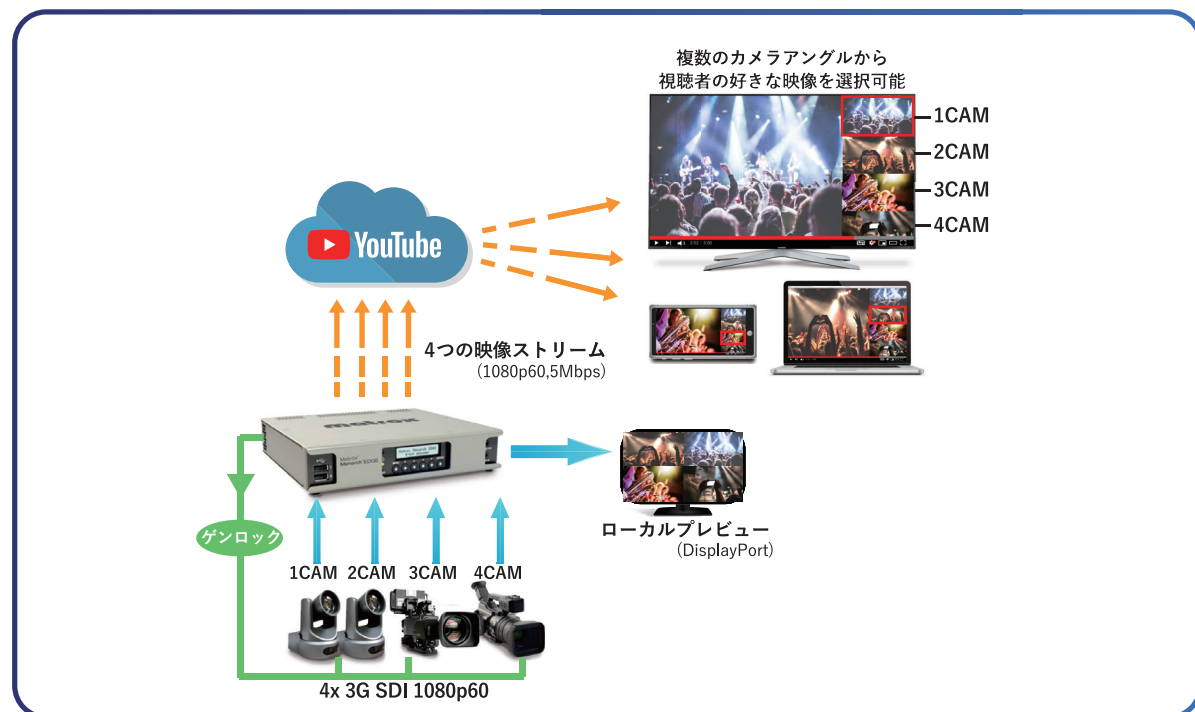 複数のカメラアングルから
視聴者の好きな映像を選択可能
1CAM
2CAM
3CAM
4CAM
YouTube
4つの映像ストリーム
(1080p60,5Mbps)
matrox
Matrox
Monarch EDGE
ローカルプレビュー
(DisplayPort)
ゲンロック
1CAM 2CAM 3CAM 4CAM
4x 3G SDI 1080p60